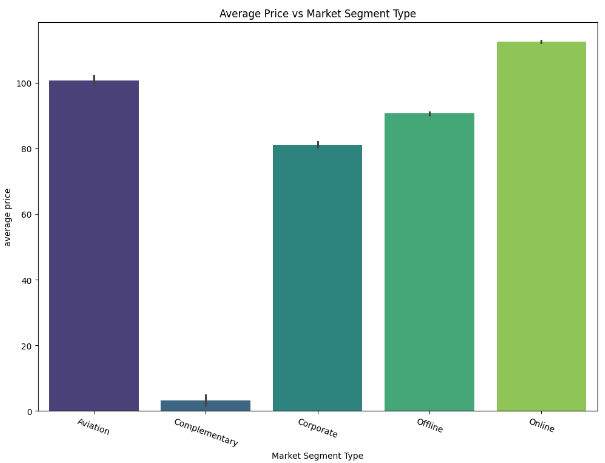 Average Price vs Market Segment Type
average price
100
80
60
40
20
0
Aviation
Complementary
Corporate
Offline
Online
Market Segment Type